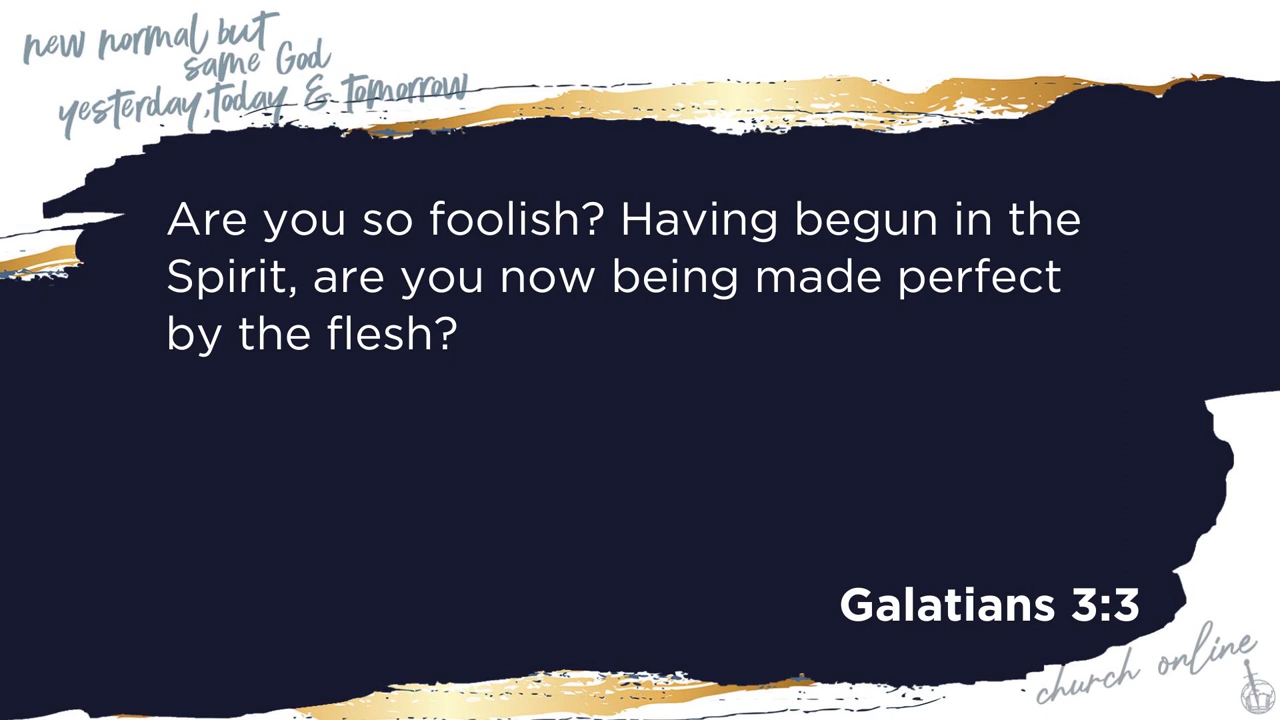 new normal but
same God
yesterday, today & tomorrow
Are you so foolish? Having begun in the
Spirit, are you now being made perfect
by the flesh?
Galatians 3:3
church online